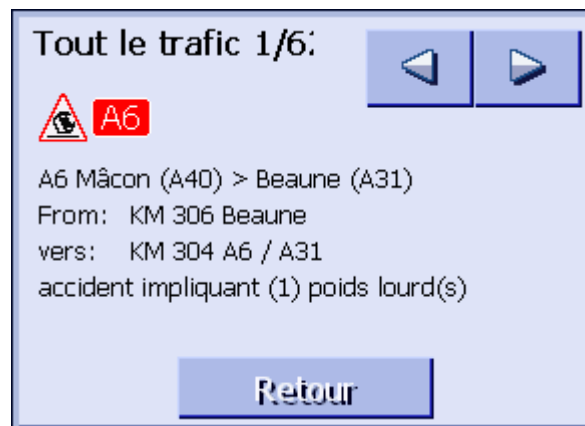 Tout le trafic 1/62
A6
A6 Mâcon (A40) > Beaune (A31)
From: KM 306 Beaune
vers: KM 304 A6 / A31
accident impliquant (1) poids lourd(s)
Retour